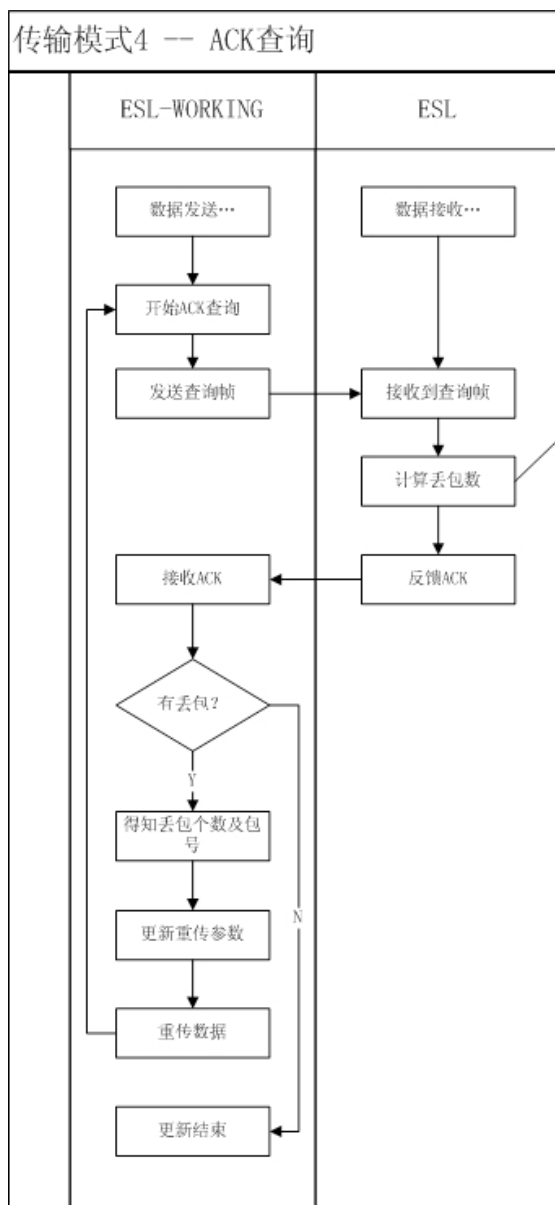 传输模式4 -- ACK查询
ESL-WORKING
ESL
数据发送…
数据接收…
开始ACK查询
发送查询帧
接收到查询帧
计算丢包数
接收ACK
反馈ACK
有丢包?
Y
得知丢包个数及包
号
N
更新重传参数
重传数据
更新结束